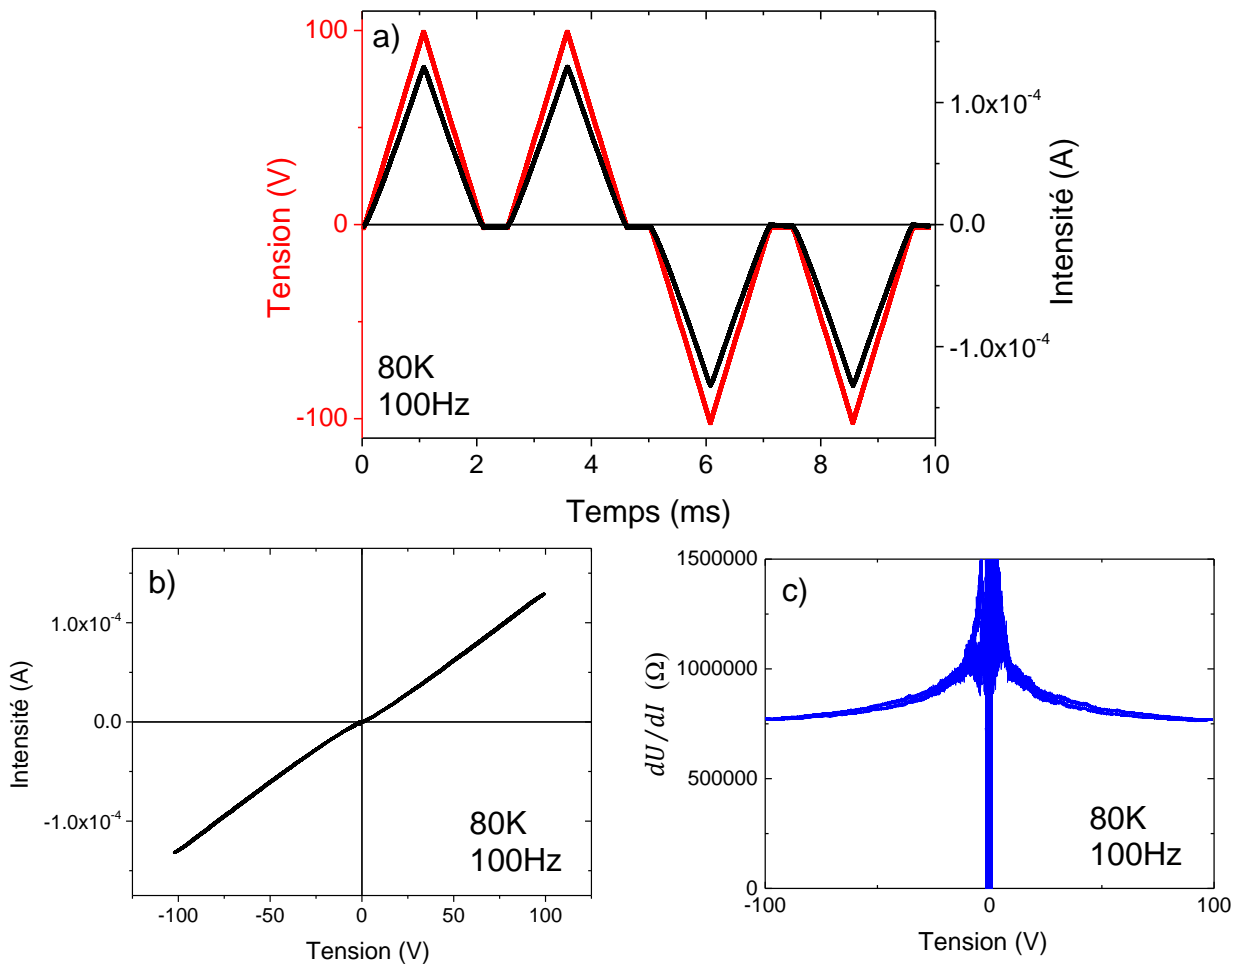 a)
100
50
0
-100
Tension (V)
1.0x10⁻⁴
0.0
-1.0x10⁻⁴
Intensité (A)
80K
100Hz
0 2 4 6 8 10
Temps (ms)
b)
1.0x10⁻⁴
0.0
-1.0x10⁻⁴
Intensité (A)
80K
100Hz
-100 -50 0 50 100
Tension (V)
c)
1500000
1000000
500000
0
dU/dI (Ω)
80K
100Hz
-100 0 100
Tension (V)